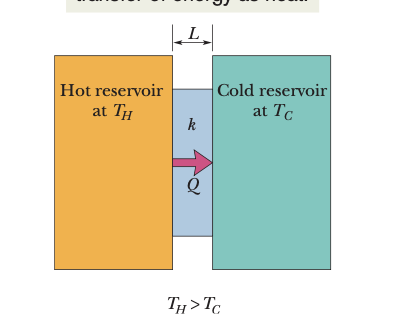 transfer of energy as heat.
L
Hot reservoir
at T_H
Cold reservoir
at T_C
k
Q
T_H > T_C